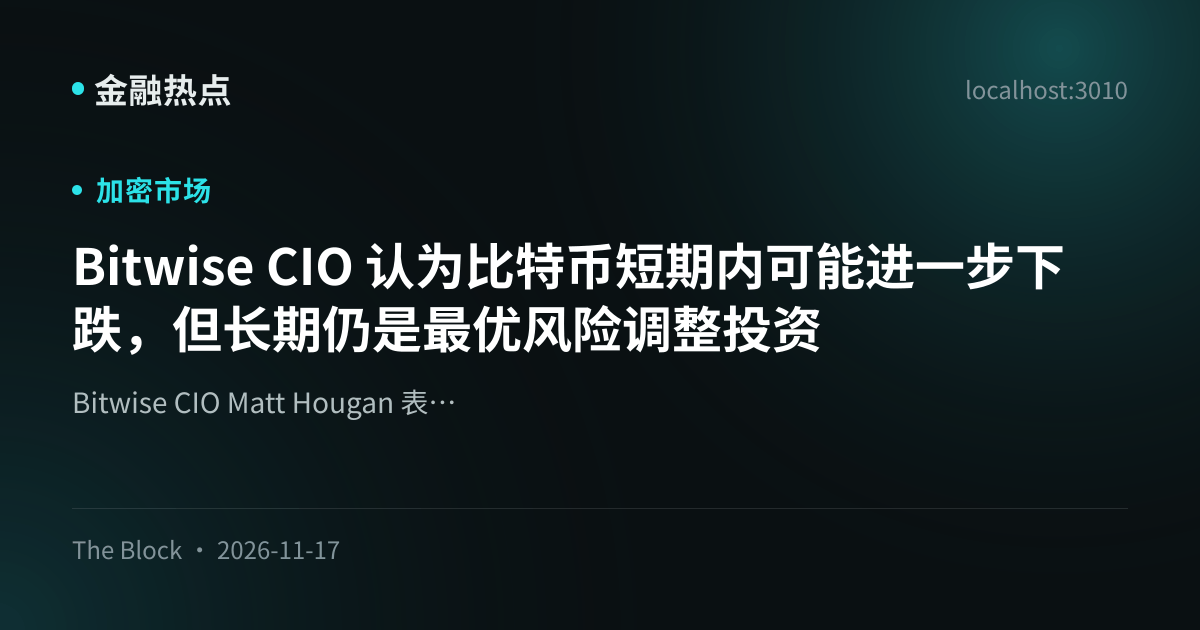 金融热点
localhost:3010
加密市场
Bitwise CIO 认为比特币短期内可能进一步下
跌，但长期仍是最优风险调整投资
Bitwise CIO Matt Hougan 表…
The Block · 2026-11-17